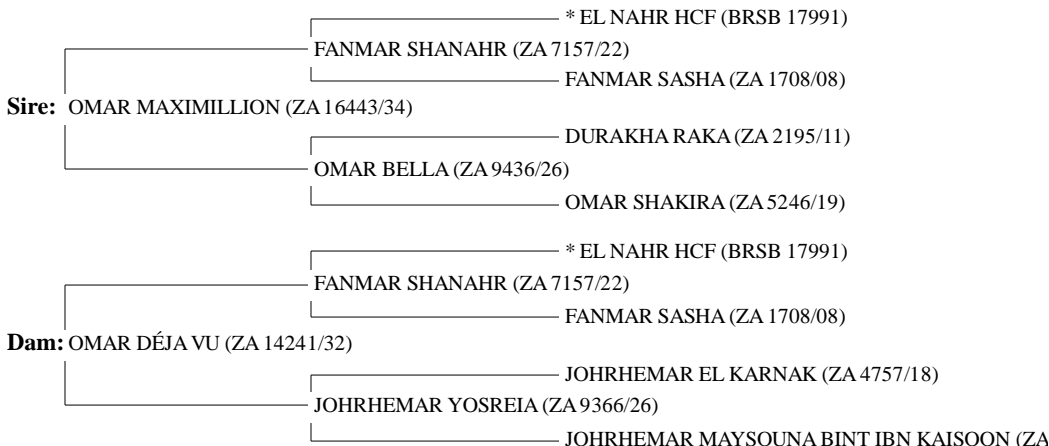 * EL NAHR HCF (BRSB 17991)
FANMAR SHANAHR (ZA 7157/22)
FANMAR SASHA (ZA 1708/08)
Sire: OMAR MAXIMILLION (ZA 16443/34)
DURAKHA RAKA (ZA 2195/11)
OMAR BELLA (ZA 9436/26)
OMAR SHAKIRA (ZA 5246/19)
* EL NAHR HCF (BRSB 17991)
FANMAR SHANAHR (ZA 7157/22)
FANMAR SASHA (ZA 1708/08)
Dam: OMAR DÉJA VU (ZA 14241/32)
JOHRHEMAR EL KARNAK (ZA 4757/18)
JOHRHEMAR YOSREIA (ZA 9366/26)
JOHRHEMAR MAYSOUNA BINT IBN KAISOON (ZA